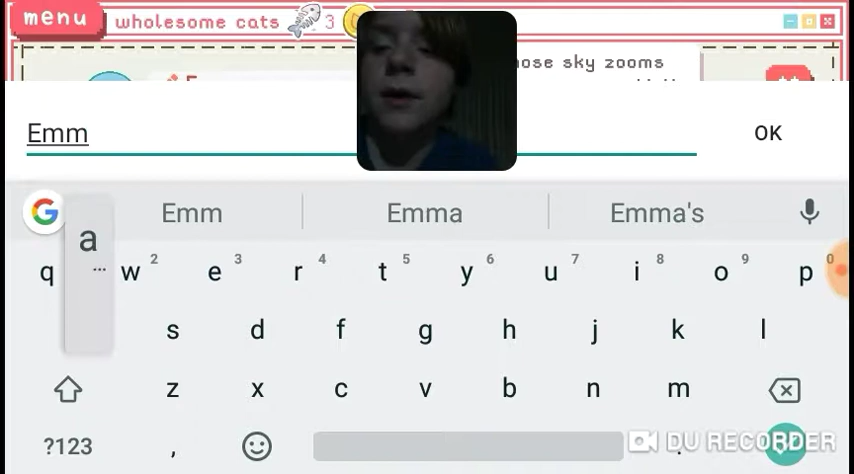 menu wholesome cats 3
ose sky zooms
Emm OK
Emm Emma Emma's
a
q w 2 e 3 r 4 t 5 y 6 u 7 i 8 o 9 p 0
s d f g h j k l
z x c v b n m
?123 , . DU RECORDER